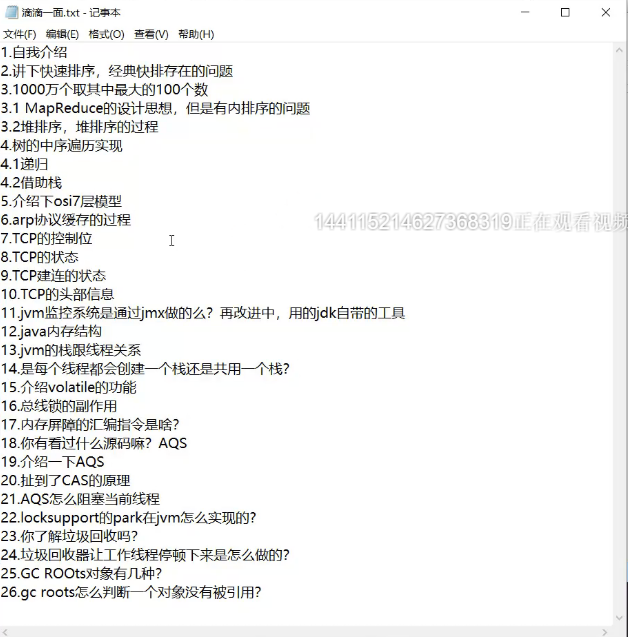 滴滴一面.txt - 记事本
文件(F) 编辑(E) 格式(O) 查看(V) 帮助(H)
1.自我介绍
2.讲下快速排序，经典快排存在的问题
3.1000万个取其中最大的100个数
3.1 MapReduce的设计思想，但是有内排序的问题
3.2堆排序，堆排序的过程
4.树的中序遍历实现
4.1递归
4.2借助栈
5.介绍下osi7层模型
6.arp协议缓存的过程
1441152146273683​19正在观看视频
7.TCP的控制位
8.TCP的状态
9.TCP建连的状态
10.TCP的头部信息
11.jvm监控系统是通过jmx做的么？再改进中，用的jdk自带的工具
12.java内存结构
13.jvm的栈跟线程关系
14.是每个线程都会创建一个栈还是共用一个栈?
15.介绍volatile的功能
16.总线锁的副作用
17.内存屏障的汇编指令是啥?
18.你有看过什么源码嘛？AQS
19.介绍一下AQS
20.扯到了CAS的原理
21.AQS怎么阻塞当前线程
22.locksupport的park在jvm怎么实现的?
23.你了解垃圾回收吗?
24.垃圾回收器让工作线程停顿下来是怎么做的?
25.GC ROOts对象有几种?
26.gc roots怎么判断一个对象没有被引用?